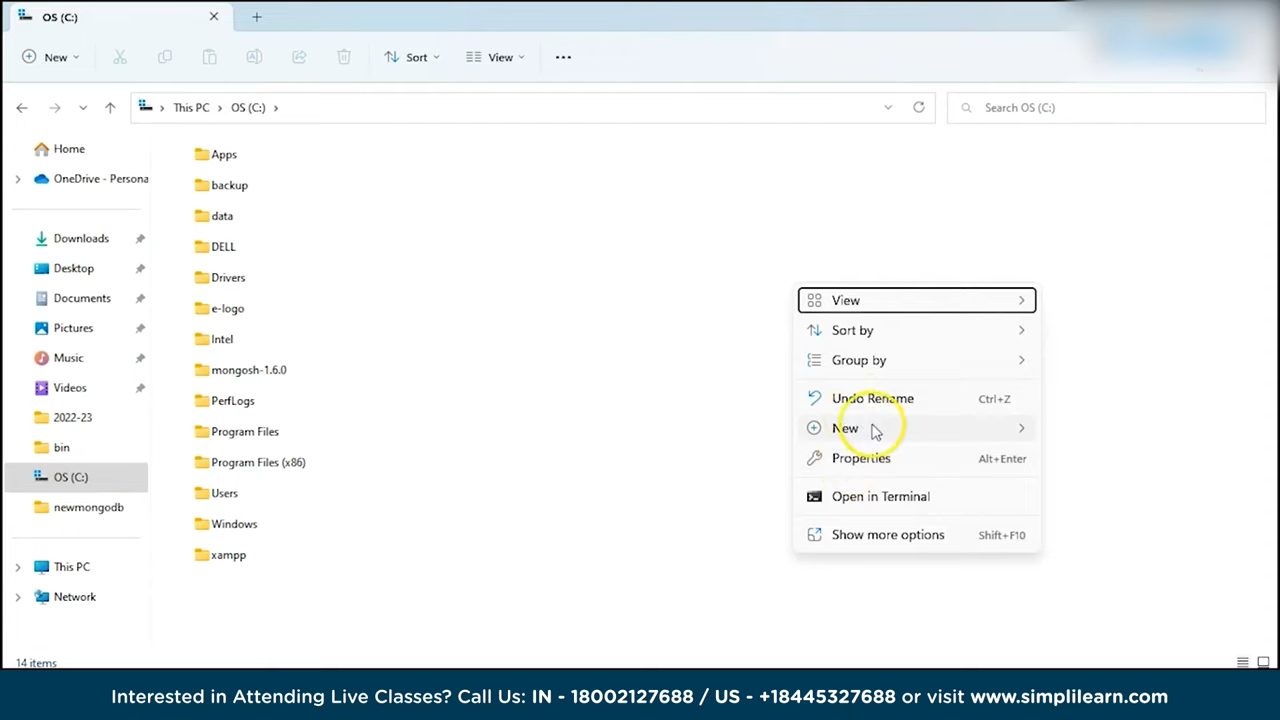 OS (C:)
New
Sort
View
This PC
OS (C:)
Search OS (C:)
Home
OneDrive - Persona
Downloads
Desktop
Documents
Pictures
Music
Videos
2022-23
bin
OS (C:)
newmongodb
This PC
Network
Apps
backup
data
DELL
Drivers
e-logo
Intel
mongosh-1.6.0
PerfLogs
Program Files
Program Files (x86)
Users
Windows
xampp
View
Sort by
Group by
Undo Rename Ctrl+Z
New
Properties Alt+Enter
Open in Terminal
Show more options Shift+F10
14 items
Interested in Attending Live Classes? Call Us: IN - 18002127688 / US - +18445327688 or visit www.simplilearn.com